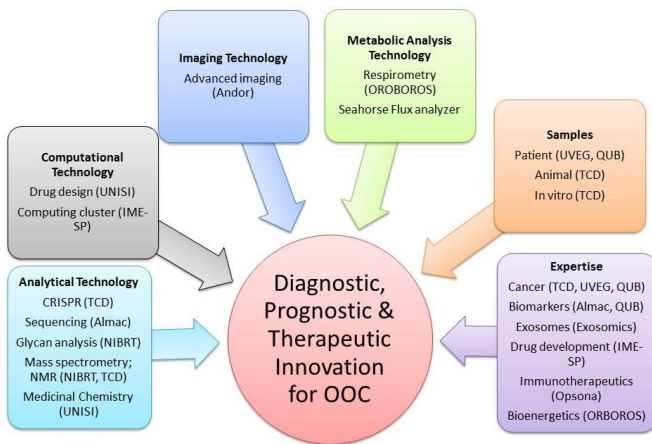 Imaging Technology
Advanced imaging
(Andor)
Metabolic Analysis
Technology
Respirometry
(OROBOROS)
Seahorse Flux analyzer
Samples
Patient (UVEG, QUB)
Animal (TCD)
In vitro (TCD)
Computational
Technology
Drug design (UNISI)
Computing cluster (IME-
SP)
Analytical Technology
CRISPR (TCD)
Sequencing (Almac)
Glycan analysis (NIBRT)
Mass spectrometry;
NMR (NIBRT, TCD)
Medicinal Chemistry
(UNISI)
Diagnostic,
Prognostic &
Therapeutic
Innovation
for OOC
Expertise
Cancer (TCD, UVEG, QUB)
Biomarkers (Almac, QUB)
Exosomes (Exosomics)
Drug development (IME-
SP)
Immunotherapeutics
(Opsona)
Bioenergetics (ORBOROS)